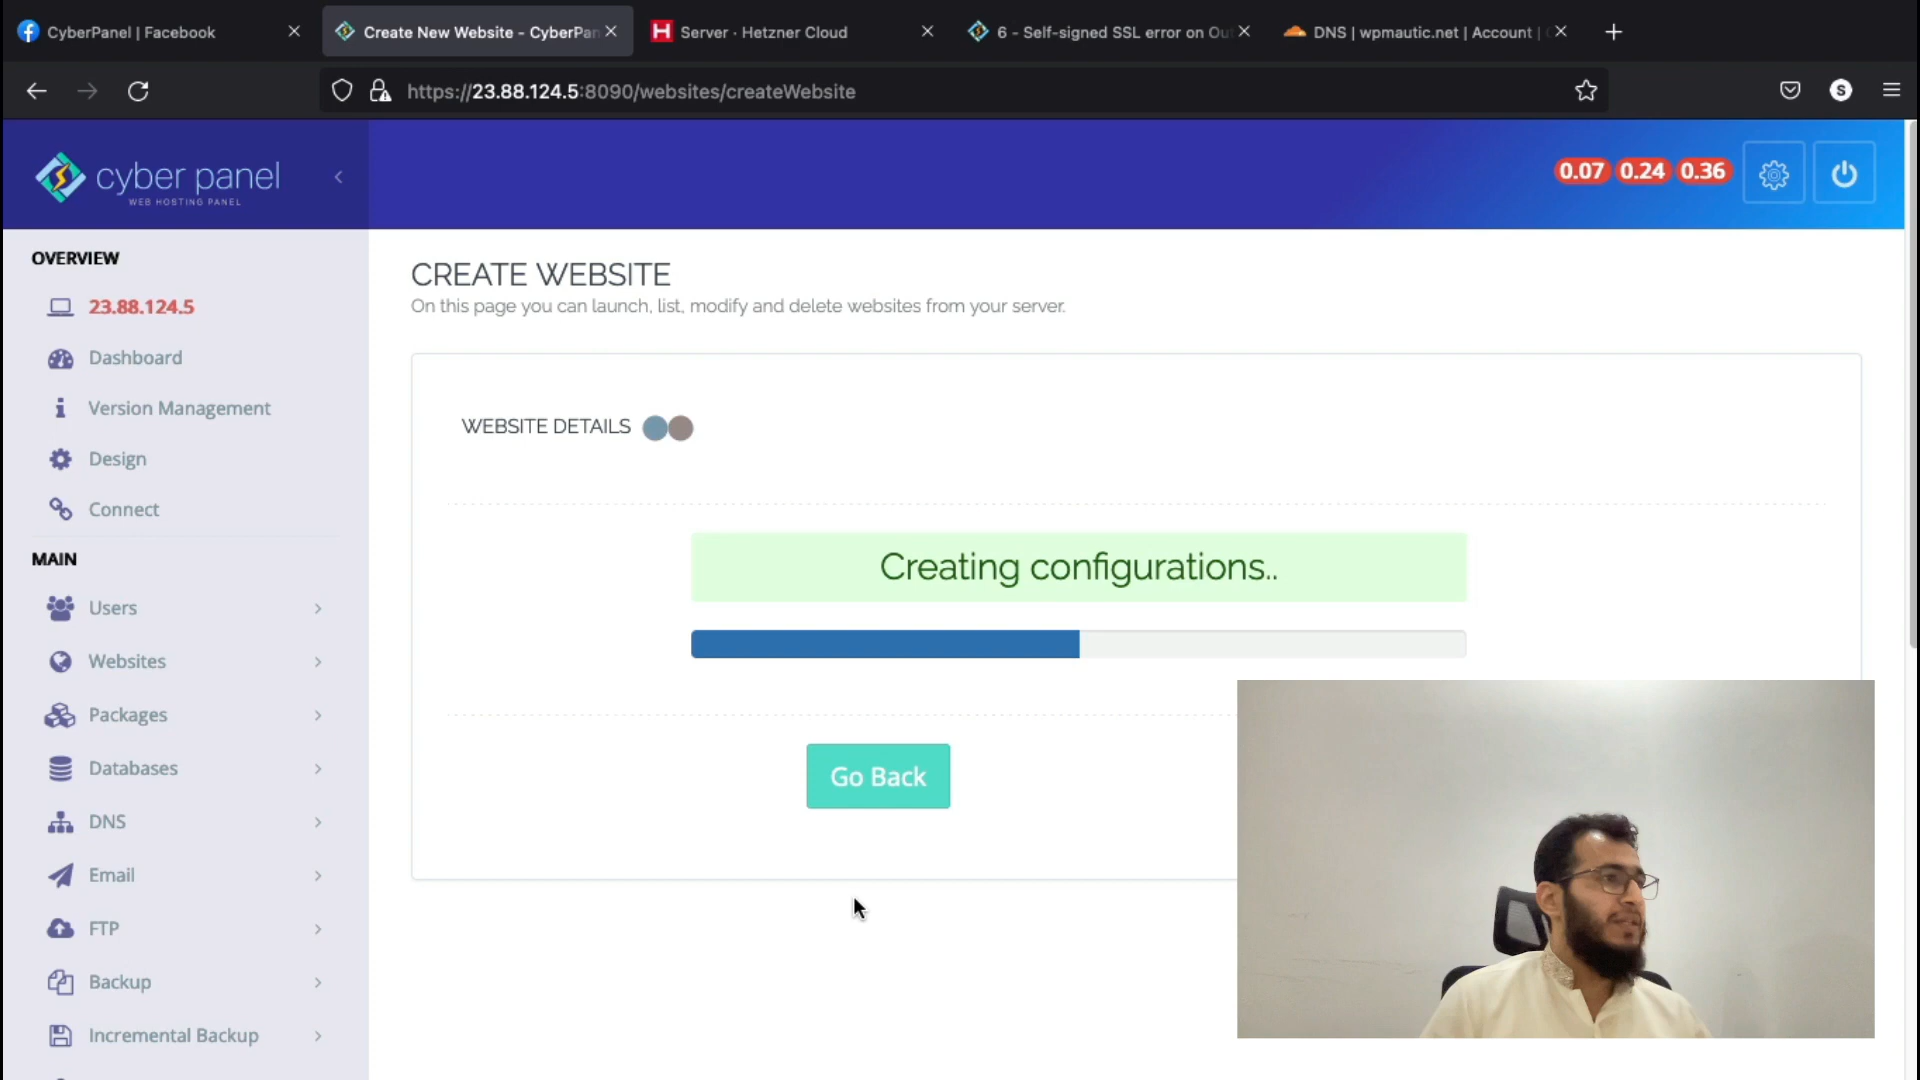 CyberPanel | Facebook
Create New Website - CyberPan
Server · Hetzner Cloud
6 - Self-signed SSL error on Ou
DNS | wpmautic.net | Account |
https://23.88.124.5:8090/websites/createWebsite
S
cyber panel
WEB HOSTING PANEL
0.07 0.24 0.36
OVERVIEW
23.88.124.5
Dashboard
Version Management
Design
Connect
MAIN
Users
Websites
Packages
Databases
DNS
Email
FTP
Backup
Incremental Backup
CREATE WEBSITE
On this page you can launch, list, modify and delete websites from your server.
WEBSITE DETAILS
Creating configurations..
Go Back